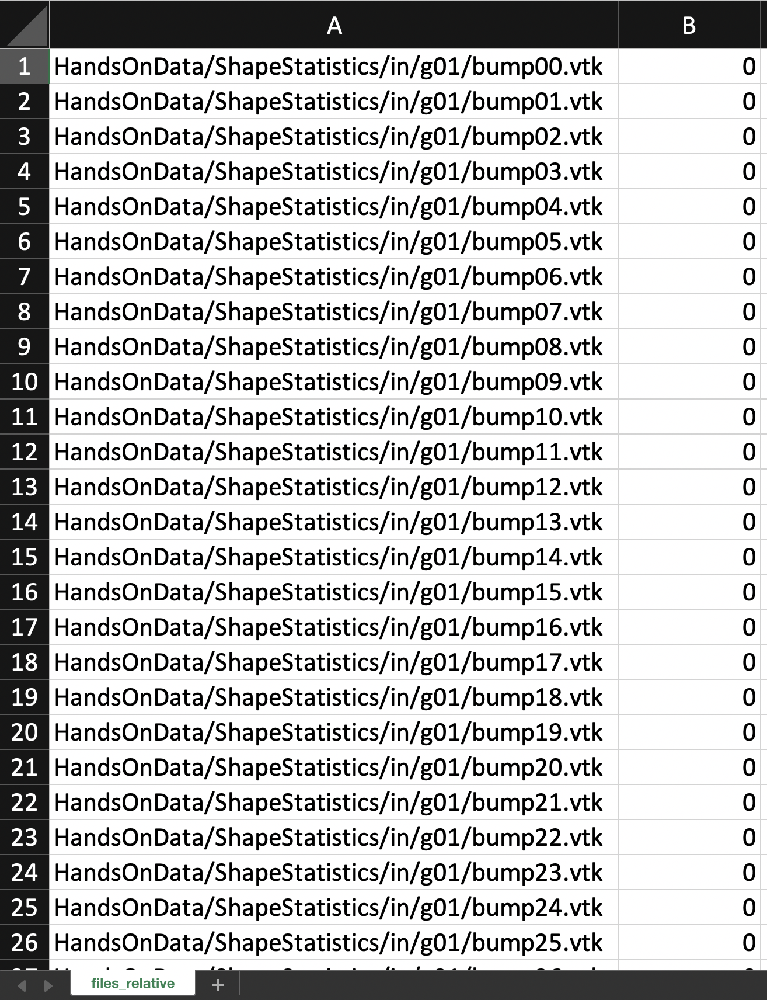 A B
1 HandsOnData/ShapeStatistics/in/g01/bump00.vtk 0
2 HandsOnData/ShapeStatistics/in/g01/bump01.vtk 0
3 HandsOnData/ShapeStatistics/in/g01/bump02.vtk 0
4 HandsOnData/ShapeStatistics/in/g01/bump03.vtk 0
5 HandsOnData/ShapeStatistics/in/g01/bump04.vtk 0
6 HandsOnData/ShapeStatistics/in/g01/bump05.vtk 0
7 HandsOnData/ShapeStatistics/in/g01/bump06.vtk 0
8 HandsOnData/ShapeStatistics/in/g01/bump07.vtk 0
9 HandsOnData/ShapeStatistics/in/g01/bump08.vtk 0
10 HandsOnData/ShapeStatistics/in/g01/bump09.vtk 0
11 HandsOnData/ShapeStatistics/in/g01/bump10.vtk 0
12 HandsOnData/ShapeStatistics/in/g01/bump11.vtk 0
13 HandsOnData/ShapeStatistics/in/g01/bump12.vtk 0
14 HandsOnData/ShapeStatistics/in/g01/bump13.vtk 0
15 HandsOnData/ShapeStatistics/in/g01/bump14.vtk 0
16 HandsOnData/ShapeStatistics/in/g01/bump15.vtk 0
17 HandsOnData/ShapeStatistics/in/g01/bump16.vtk 0
18 HandsOnData/ShapeStatistics/in/g01/bump17.vtk 0
19 HandsOnData/ShapeStatistics/in/g01/bump18.vtk 0
20 HandsOnData/ShapeStatistics/in/g01/bump19.vtk 0
21 HandsOnData/ShapeStatistics/in/g01/bump20.vtk 0
22 HandsOnData/ShapeStatistics/in/g01/bump21.vtk 0
23 HandsOnData/ShapeStatistics/in/g01/bump22.vtk 0
24 HandsOnData/ShapeStatistics/in/g01/bump23.vtk 0
25 HandsOnData/ShapeStatistics/in/g01/bump24.vtk 0
26 HandsOnData/ShapeStatistics/in/g01/bump25.vtk 0
files_relative +